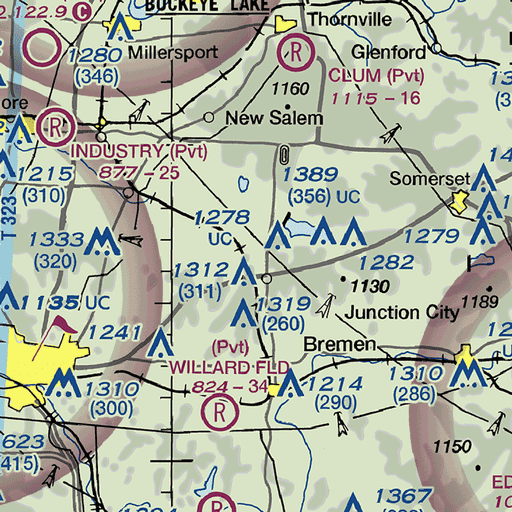 BUCKEYE LAKE
122.9 C
Thornville
1280
(346)
Millersport
R
Glenford
CLUM (Pvt)
1115 - 16
1160
New Salem
R
INDUSTRY (Pvt)
877 - 25
1215
(310)
1389
(356) UC
Somerset
T 323
1278
UC
1279
1333
(320)
1312
(311)
1282
1130
1189
1135 UC
1319
(260)
Junction City
1241
Bremen
(Pvt)
WILLARD FLD
824 - 34
R
1310
(300)
1214
(290)
1310
(286)
623
(415)
1150
1367
R